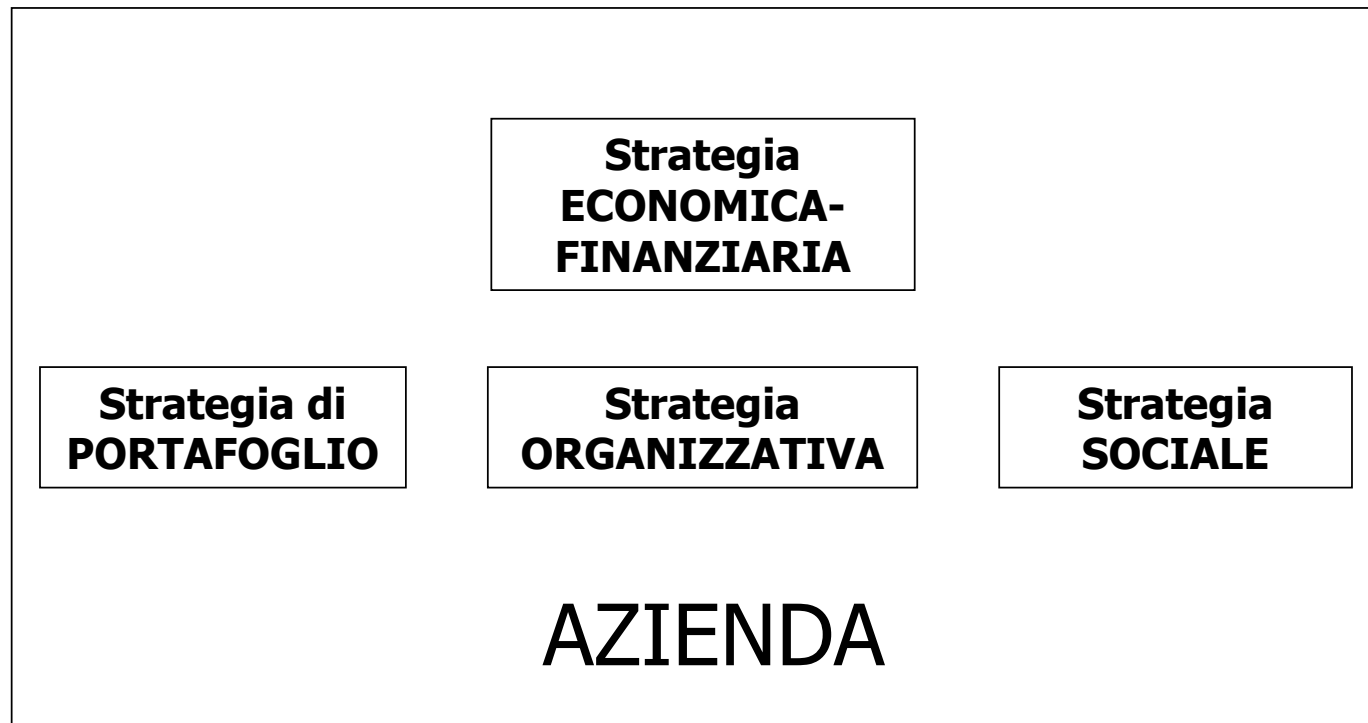 Strategia
ECONOMICA-
FINANZIARIA
Strategia di
PORTAFOGLIO
Strategia
ORGANIZZATIVA
Strategia
SOCIALE
AZIENDA